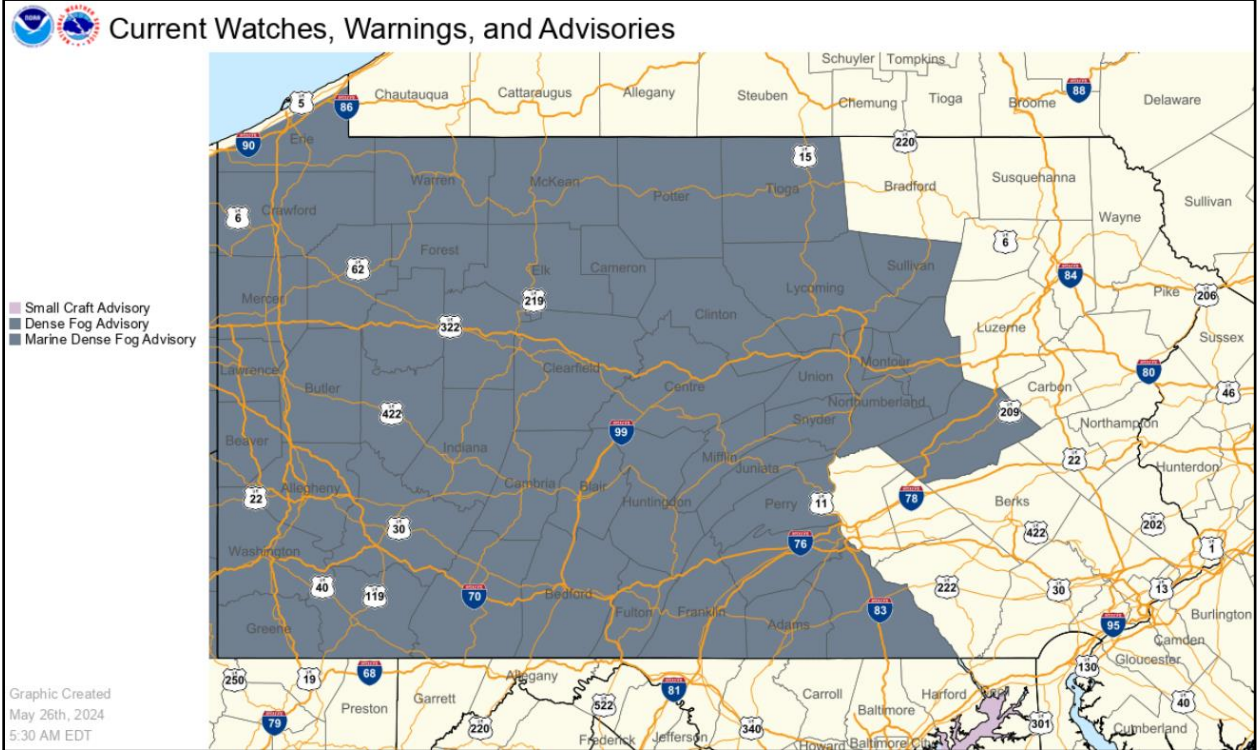 Current Watches, Warnings, and Advisories
Small Craft Advisory
Dense Fog Advisory
Marine Dense Fog Advisory
Graphic Created
May 26th, 2024
5:30 AM EDT
Schuyler Tompkins
5
86
Chautauqua
Cattaraugus
Allegany
Steuben
Chemung
Tioga
Broome
88
Delaware
90
Erie
15
220
6
Crawford
Warren
McKean
Potter
Tioga
Bradford
Susquehanna
Wayne
Sullivan
62
Forest
Elk
Cameron
Sullivan
6
84
Mercer
219
Lycoming
Pike
206
322
Clinton
Luzerne
Sussex
Lawrence
Butler
Clearfield
Centre
Union
Montour
Carbon
80
46
422
Snyder
Northumberland
209
Northampton
Beaver
Indiana
99
Mifflin
Juniata
22
Hunterdon
22
Allegheny
Cambria
Blair
Huntingdon
Perry
11
78
Berks
30
76
422
202
1
Washington
40
119
70
Bedford
Fulton
Franklin
Adams
83
222
30
13
Greene
95
Burlington
Camden
Gloucester
250
19
68
Allegany
81
130
Preston
Garrett
522
Carroll
Harford
40
79
220
Frederick
Jefferson
340
Baltimore
301
Cumberland
Howard
Baltimore City